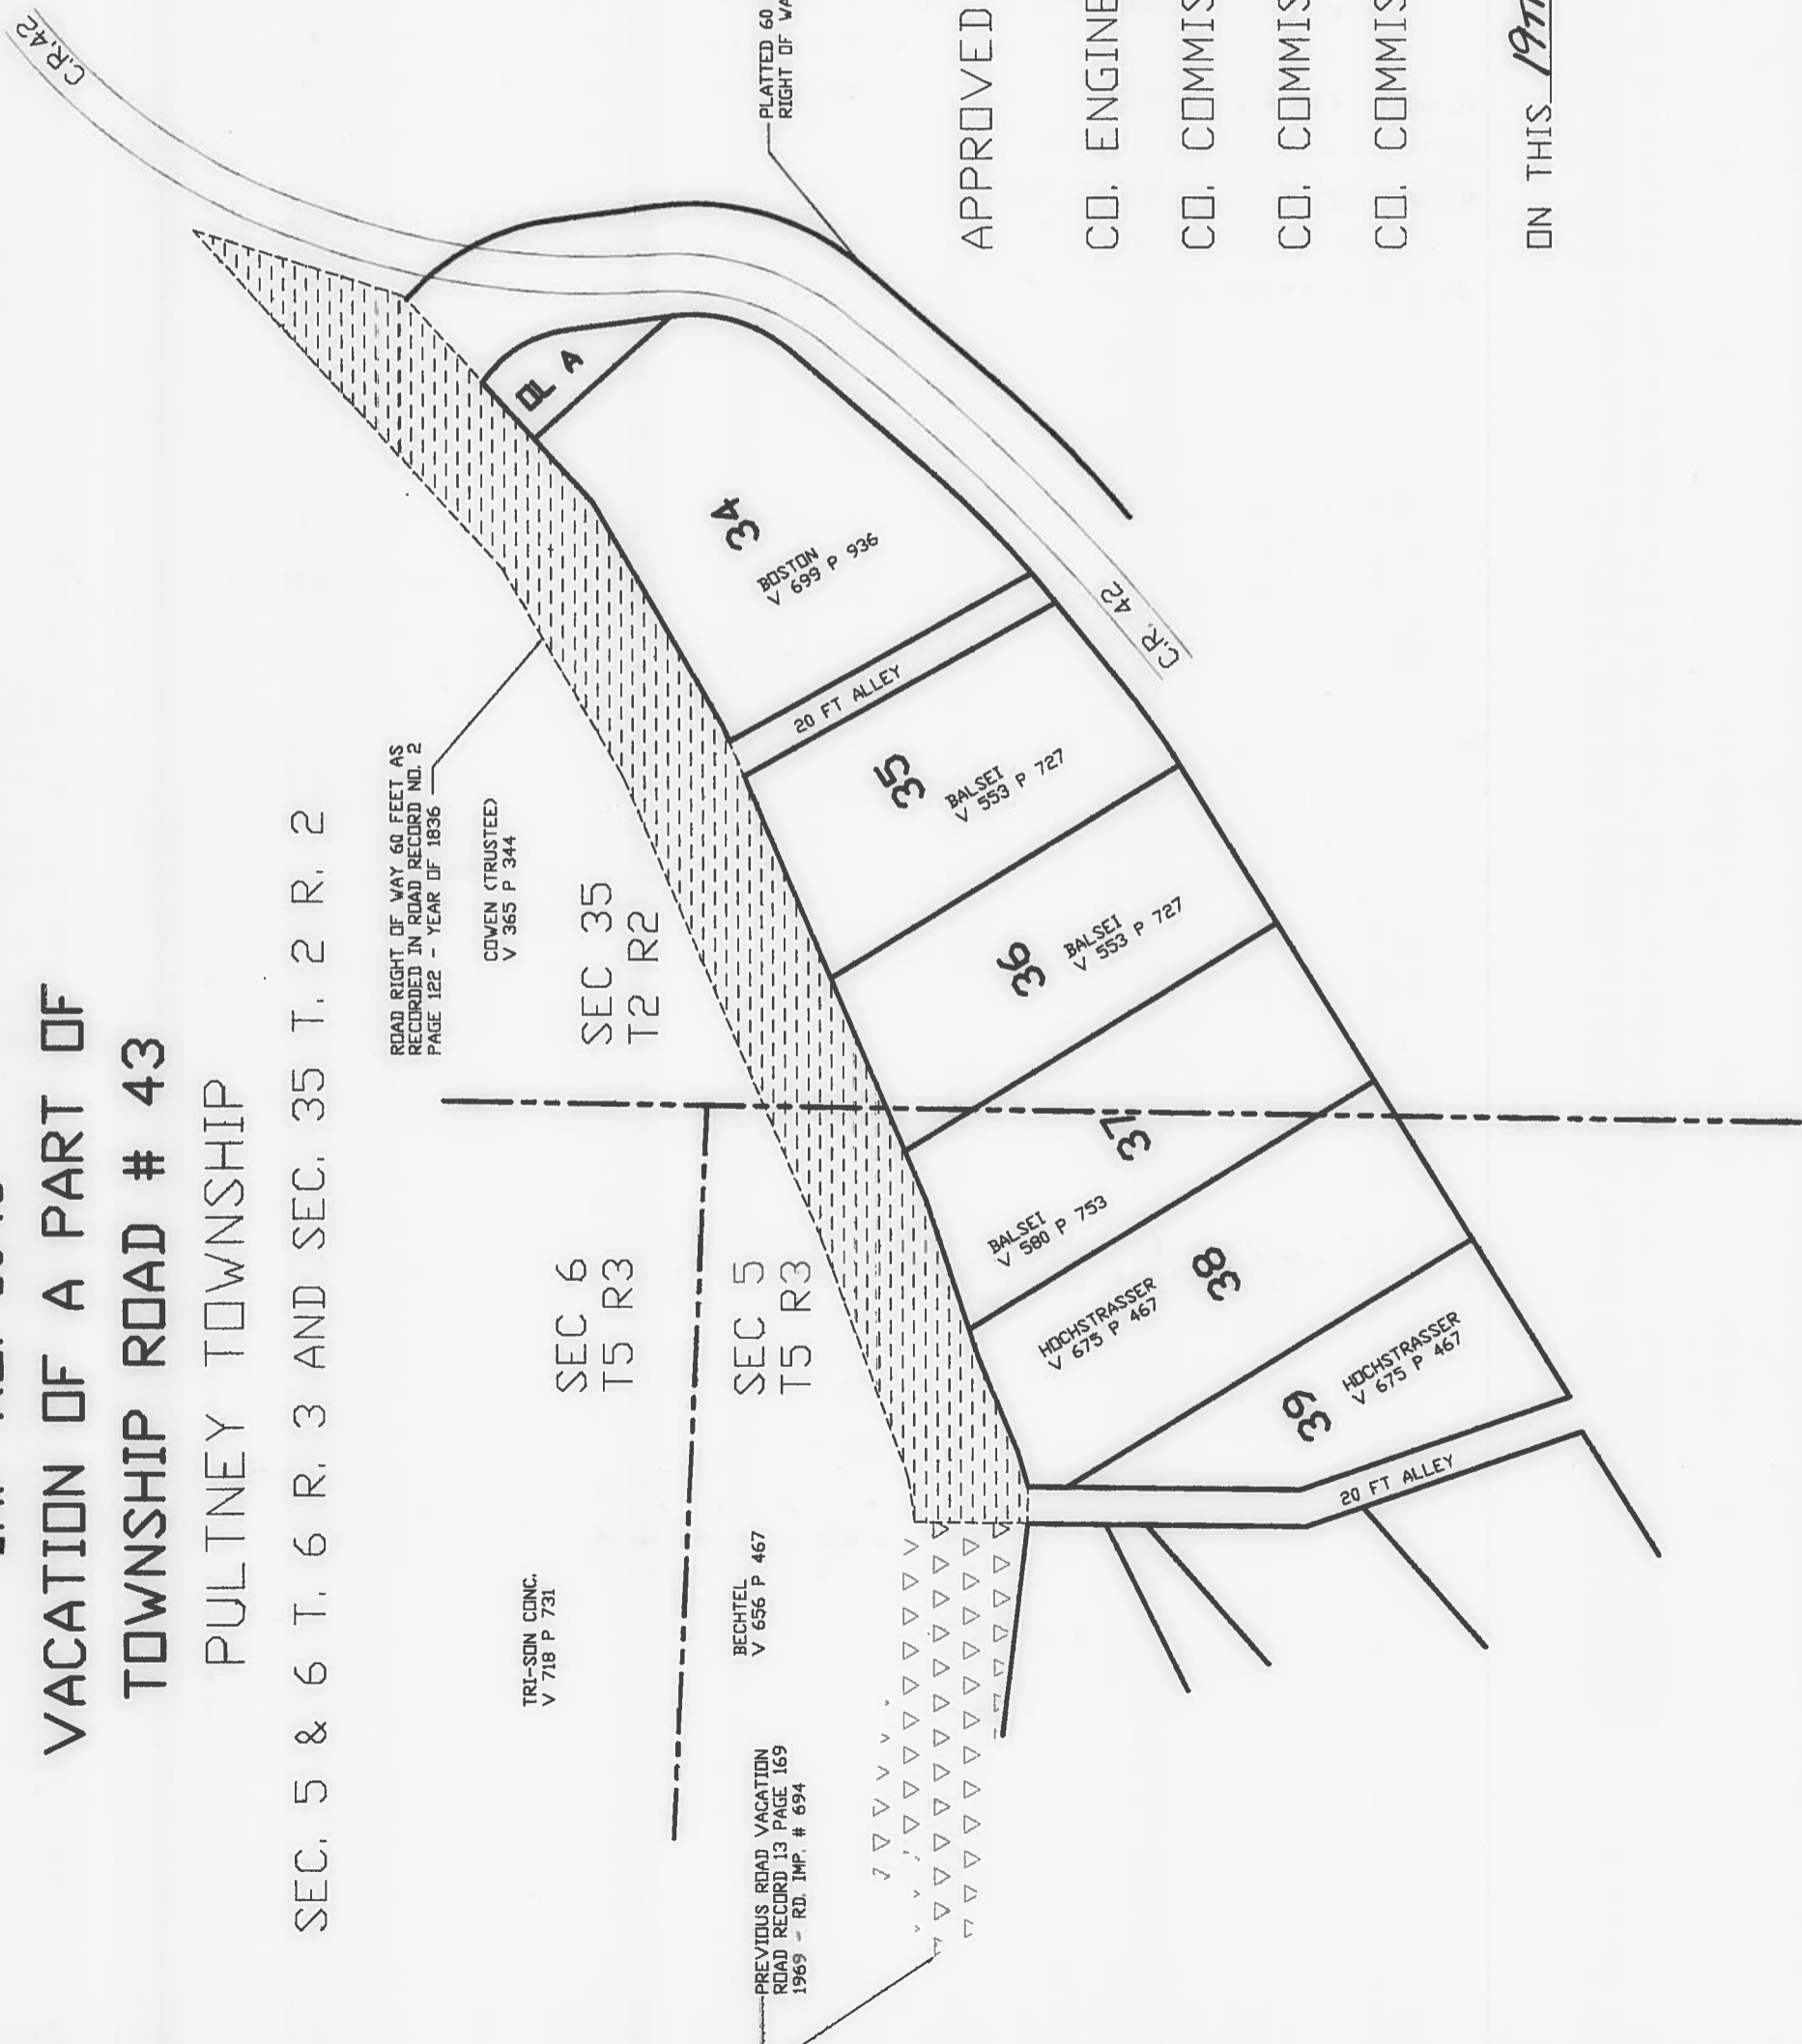 VACATION OF A PART OF
TOWNSHIP ROAD # 43
PULTNEY TOWNSHIP
SEC. 5 & 6 T. 6 R. 3 AND SEC. 35 T. 2 R. 2
ROAD RIGHT OF WAY 60 FEET AS
RECORDED IN ROAD RECORD NO. 2
PAGE 122 - YEAR OF 1836
COWEN (TRUSTEE)
V 365 P 344
SEC 35
T2 R2
SEC 6
T5 R3
SEC 5
T5 R3
TRI-SON CONC.
V 718 P 731
BECHTEL
V 656 P 467
PREVIOUS ROAD VACATION
ROAD RECORD 13 PAGE 169
1969 - RD. IMP. # 694
C.R. 42
PLATTED 60
RIGHT OF
OL A
34
BOSTON
V 699 P 936
20 FT ALLEY
35
BALSEI
V 553 P 727
36
BALSEI
V 553 P 727
37
BALSEI
V 580 P 753
38
HOCHSTRASSER
V 675 P 467
39
HOCHSTRASSER
V 675 P 467
20 FT ALLEY
C.R. 42
APPROVED
CO. ENGINE
CO. COMMIS
CO. COMMIS
CO. COMMIS
ON THIS 19TH